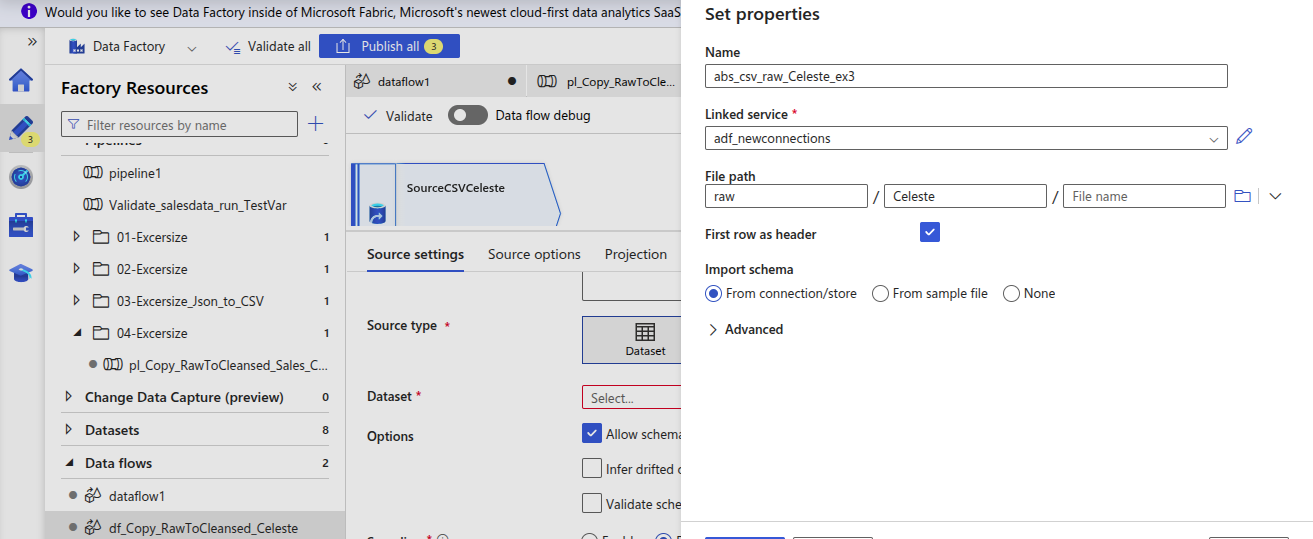 Would you like to see Data Factory inside of Microsoft Fabric, Microsoft's newest cloud-first data analytics SaaS
Data Factory
Validate all
Publish all 3
3
Factory Resources
Filter resources by name
Pipelines
pipeline1
Validate_salesdata_run_TestVar
01-Excersize 1
02-Excersize 1
03-Excersize_Json_to_CSV 1
04-Excersize 1
pl_Copy_RawToCleansed_Sales_C...
Change Data Capture (preview) 0
Datasets 8
Data flows 2
dataflow1
df_Copy_RawToCleansed_Celeste
dataflow1
pl_Copy_RawToCle...
Validate
Data flow debug
SourceCSVCeleste
Source settings
Source options
Projection
Source type *
Dataset
Dataset *
Select...
Options
Allow schema
Infer drifted c
Validate sche
Set properties
Name
abs_csv_raw_Celeste_ex3
Linked service *
adf_newconnections
File path
raw / Celeste / File name
First row as header
Import schema
From connection/store
From sample file
None
Advanced